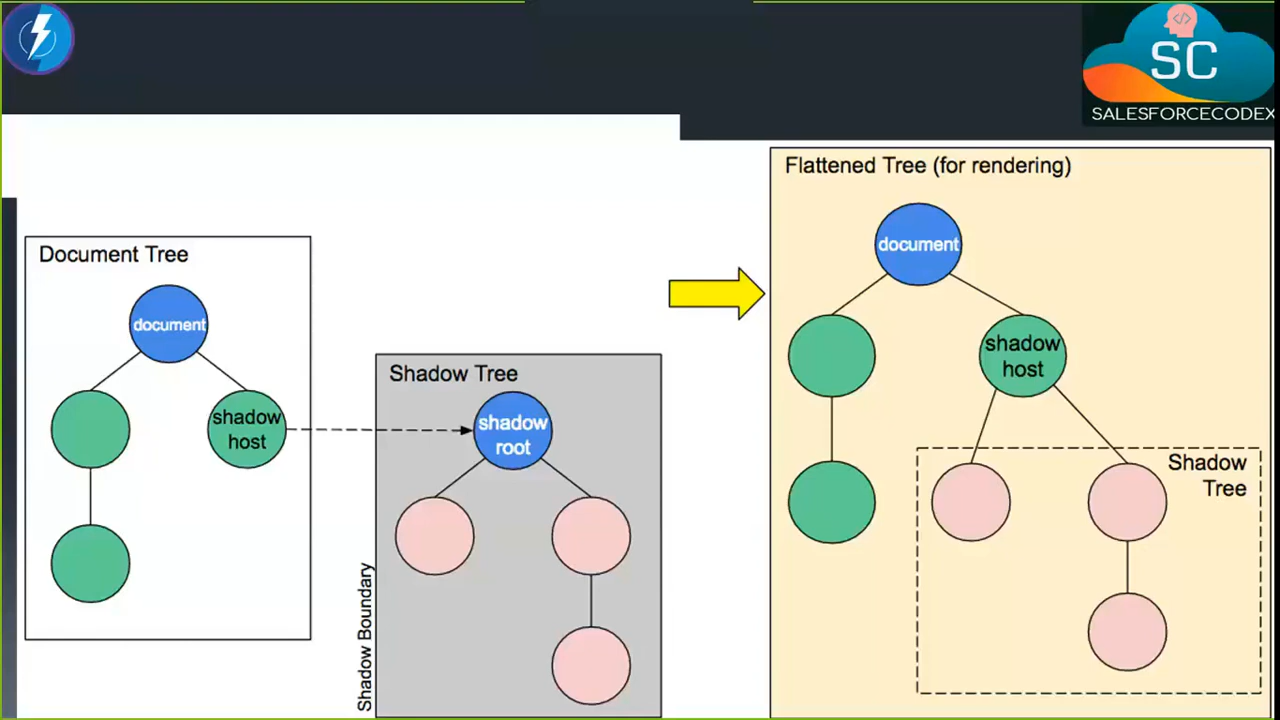 SC
SALESFORCECODEX
Flattened Tree (for rendering)
document
shadow
host
Shadow
Tree
Document Tree
document
shadow
host
Shadow Tree
shadow
root
Shadow Boundary